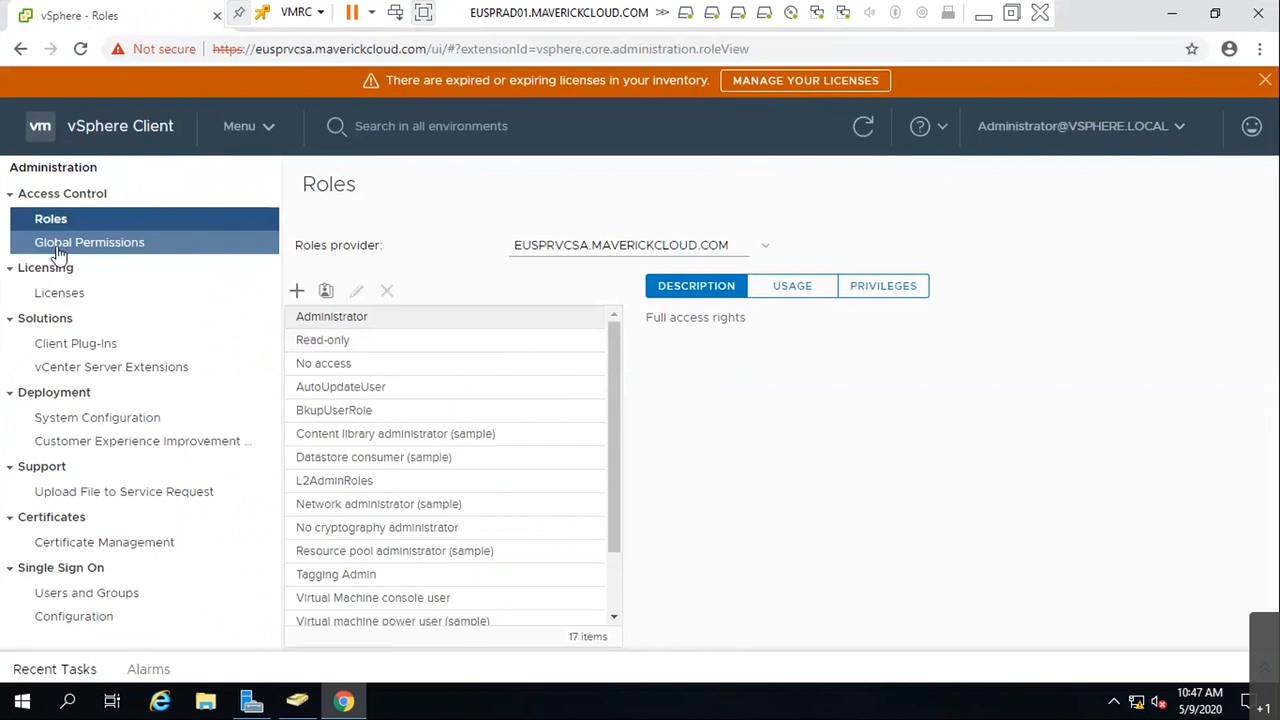 vSphere - Roles
VMRC
EUSPRAD01.MAVERICKCLOUD.COM
Not secure
https://eusprvcsa.maverickcloud.com/ui/#?extensionId=vsphere.core.administration.roleView
There are expired or expiring licenses in your inventory.
MANAGE YOUR LICENSES
vm
vSphere Client
Menu
Search in all environments
Administrator@VSPHERE.LOCAL
Administration
Access Control
Roles
Global Permissions
Licensing
Licenses
Solutions
Client Plug-Ins
vCenter Server Extensions
Deployment
System Configuration
Customer Experience Improvement ...
Support
Upload File to Service Request
Certificates
Certificate Management
Single Sign On
Users and Groups
Configuration
Roles
Roles provider:
EUSPRVCSA.MAVERICKCLOUD.COM
Administrator
Read-only
No access
AutoUpdateUser
BkupUserRole
Content library administrator (sample)
Datastore consumer (sample)
L2AdminRoles
Network administrator (sample)
No cryptography administrator
Resource pool administrator (sample)
Tagging Admin
Virtual Machine console user
Virtual machine power user (sample)
17 items
DESCRIPTION
USAGE
PRIVILEGES
Full access rights
Recent Tasks
Alarms
10:47 AM
5/9/2020
+1